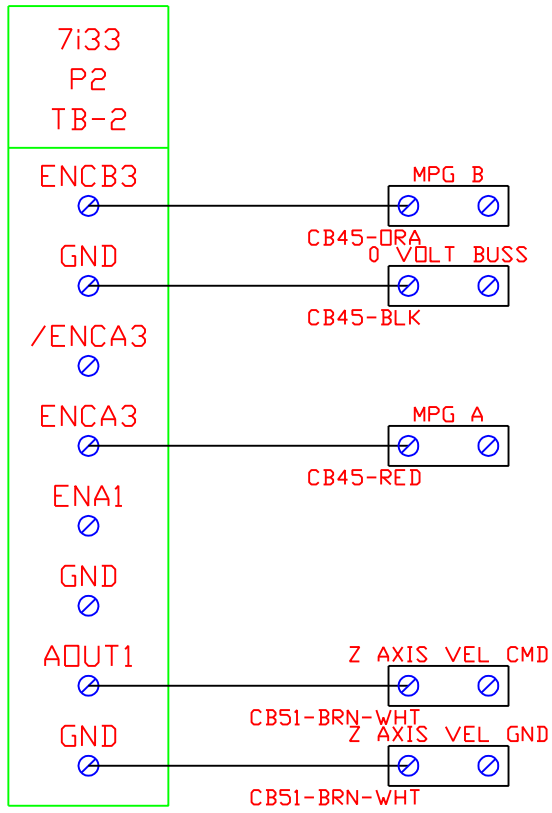 7i33
P2
TB-2
ENCB3
MPG B
CB45-ORA
GND
0 VOLT BUSS
CB45-BLK
/ENCA3
ENCA3
MPG A
CB45-RED
ENA1
GND
AOUT1
Z AXIS VEL CMD
CB51-BRN-WHT
GND
Z AXIS VEL GND
CB51-BRN-WHT